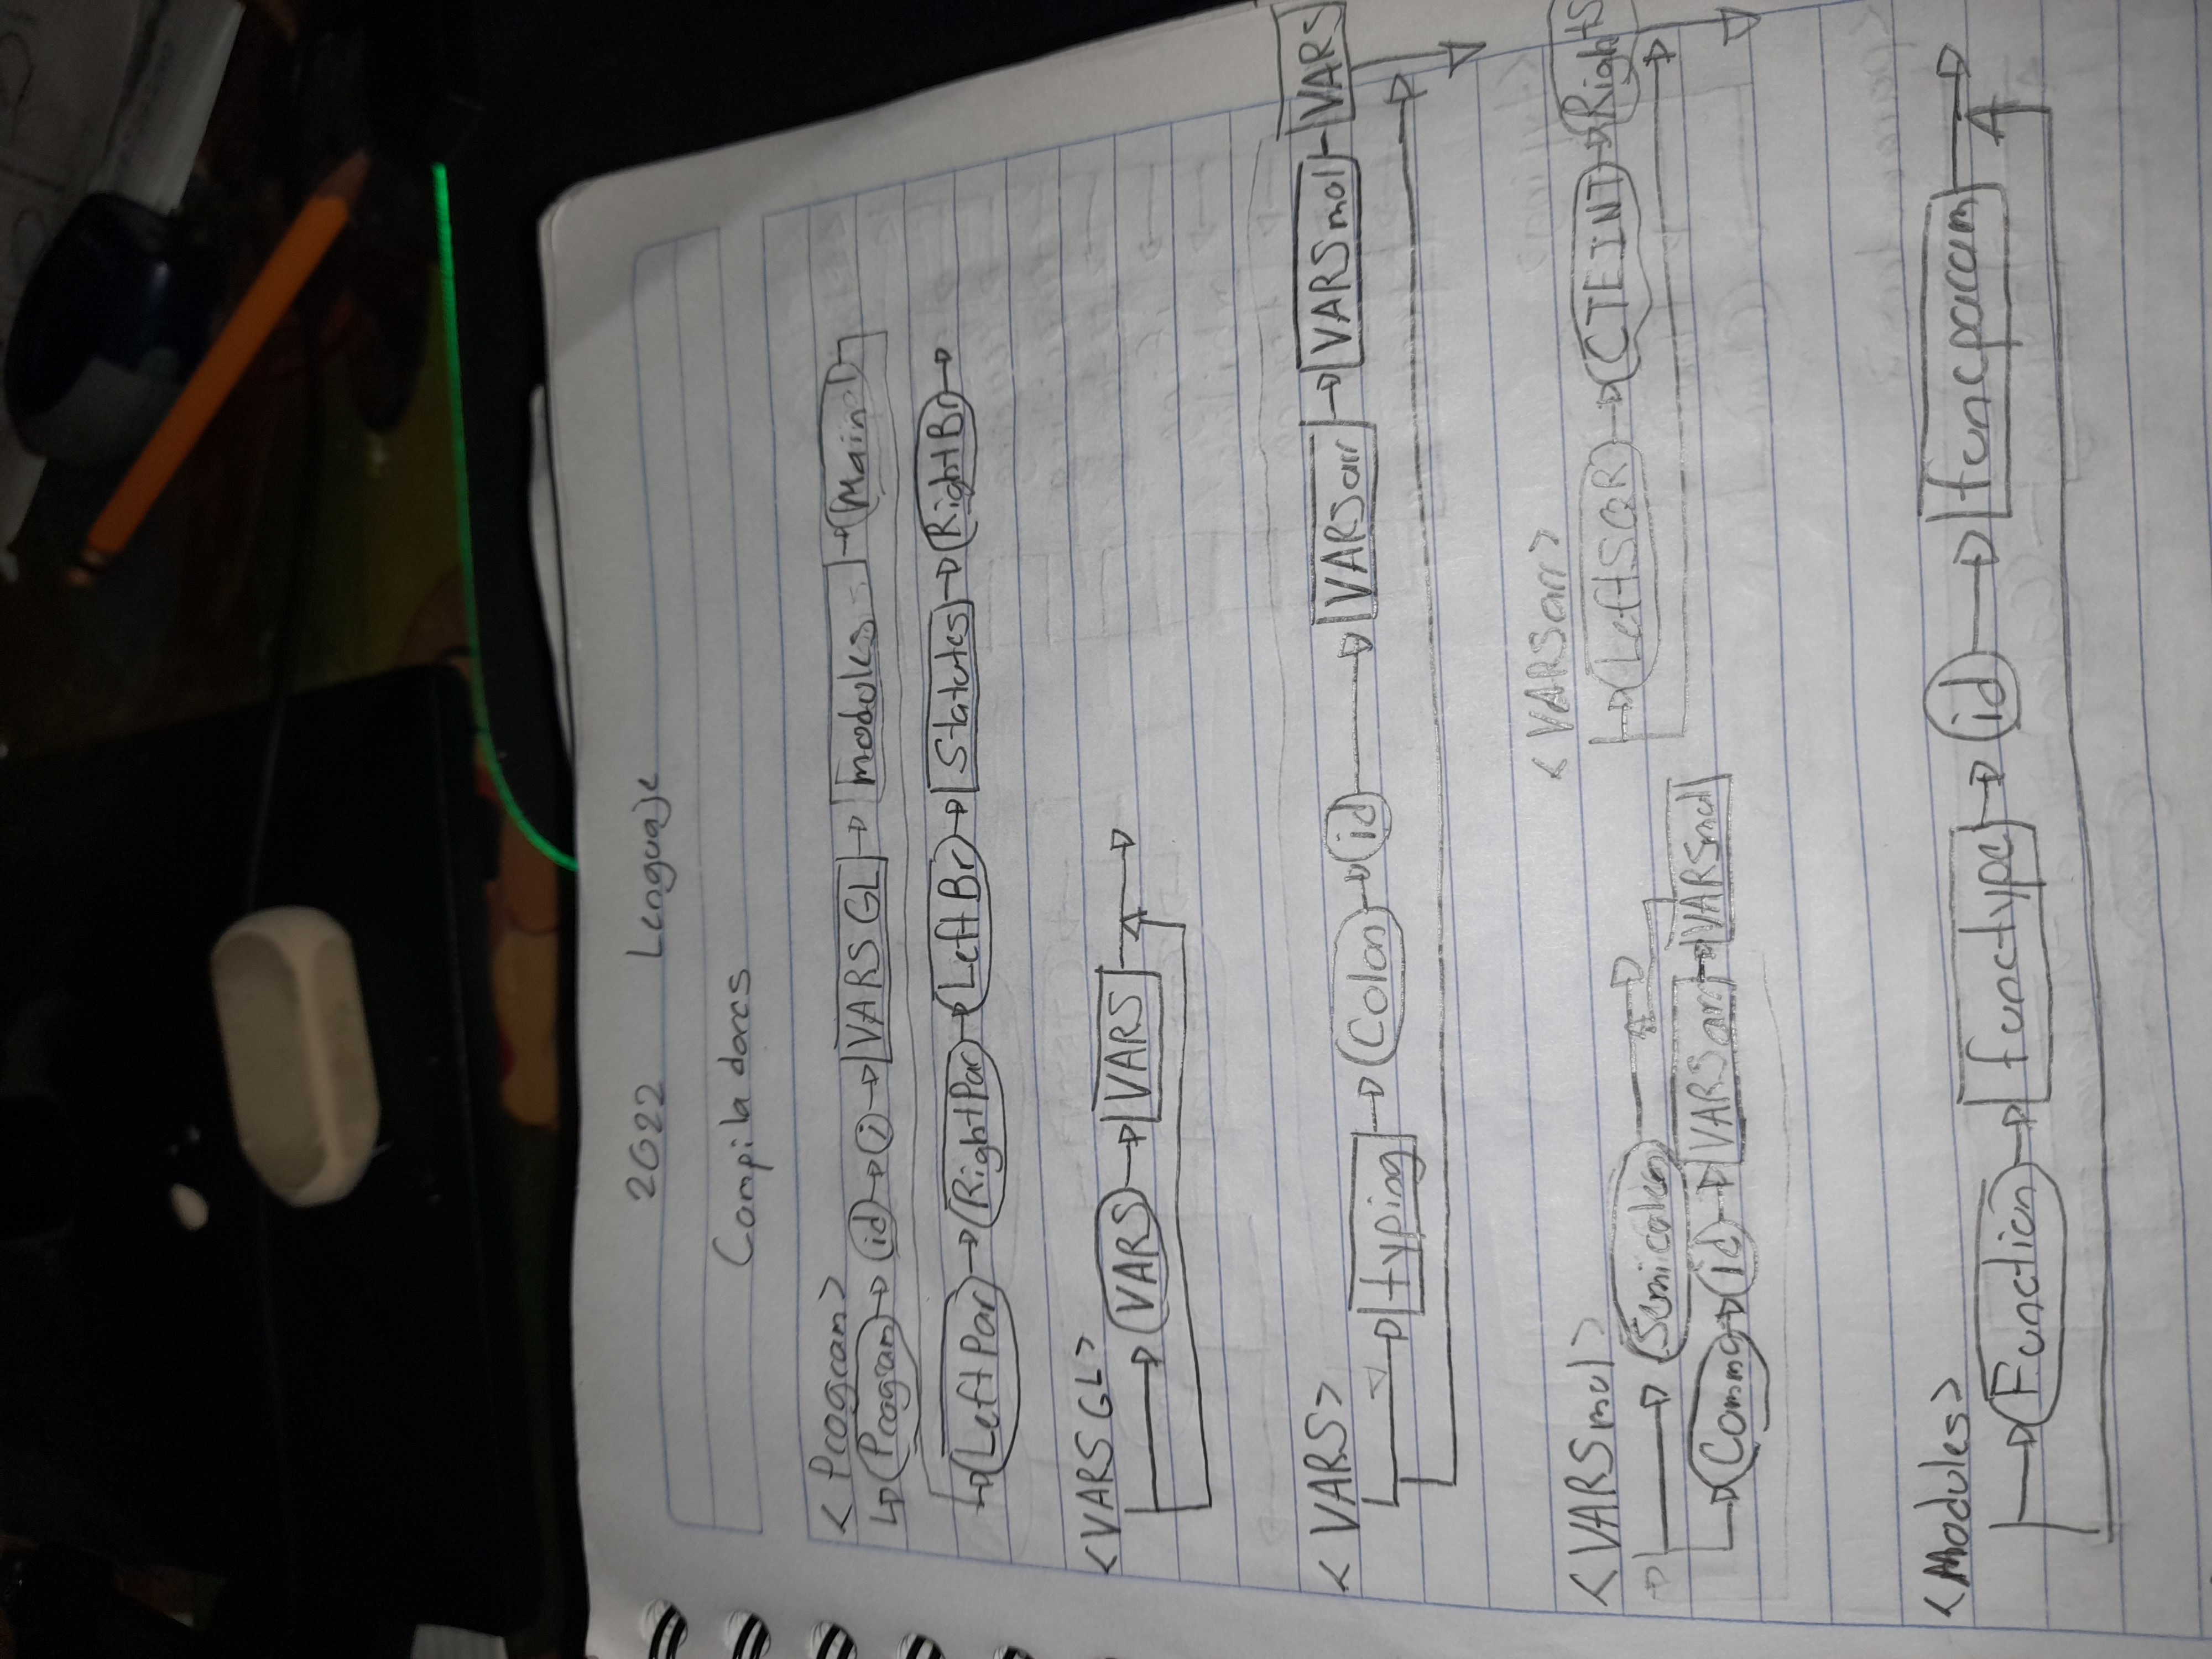 2022 Lenguaje
Compiladores
<Program>
Program id ; VARS GL modules Main
LeftPar RightPar LeftBr Statutes RightBr
<VARS GL>
VARS VARS
<VARS>
typing Colon id VARSarr VARSmul VARS
<VARSmul>
Semicolon
Comma id VARSarr VARSmul
<VARSarr>
LeftSQR CTEINT RightS
<Modules>
Function functype id funcparam